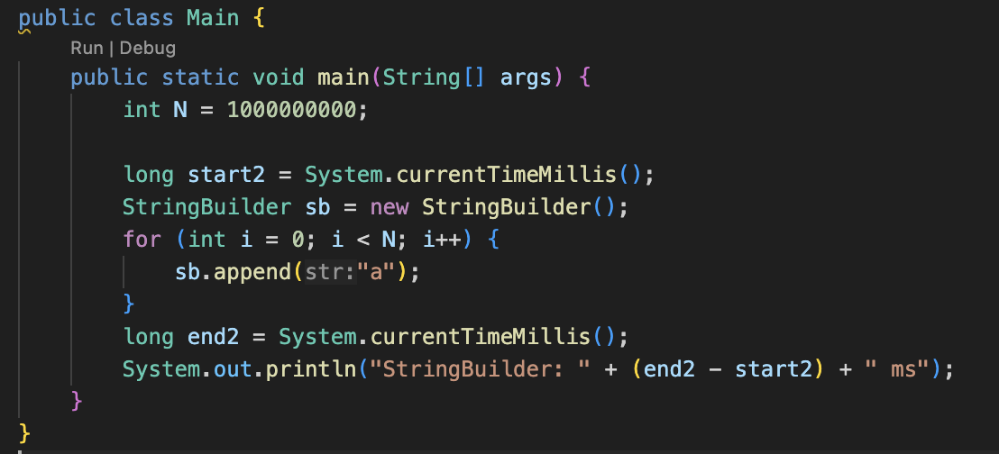 public class Main {
Run | Debug
public static void main(String[] args) {
int N = 1000000000;
long start2 = System.currentTimeMillis();
StringBuilder sb = new StringBuilder();
for (int i = 0; i < N; i++) {
sb.append(str:"a");
}
long end2 = System.currentTimeMillis();
System.out.println("StringBuilder: " + (end2 - start2) + " ms");
}
}